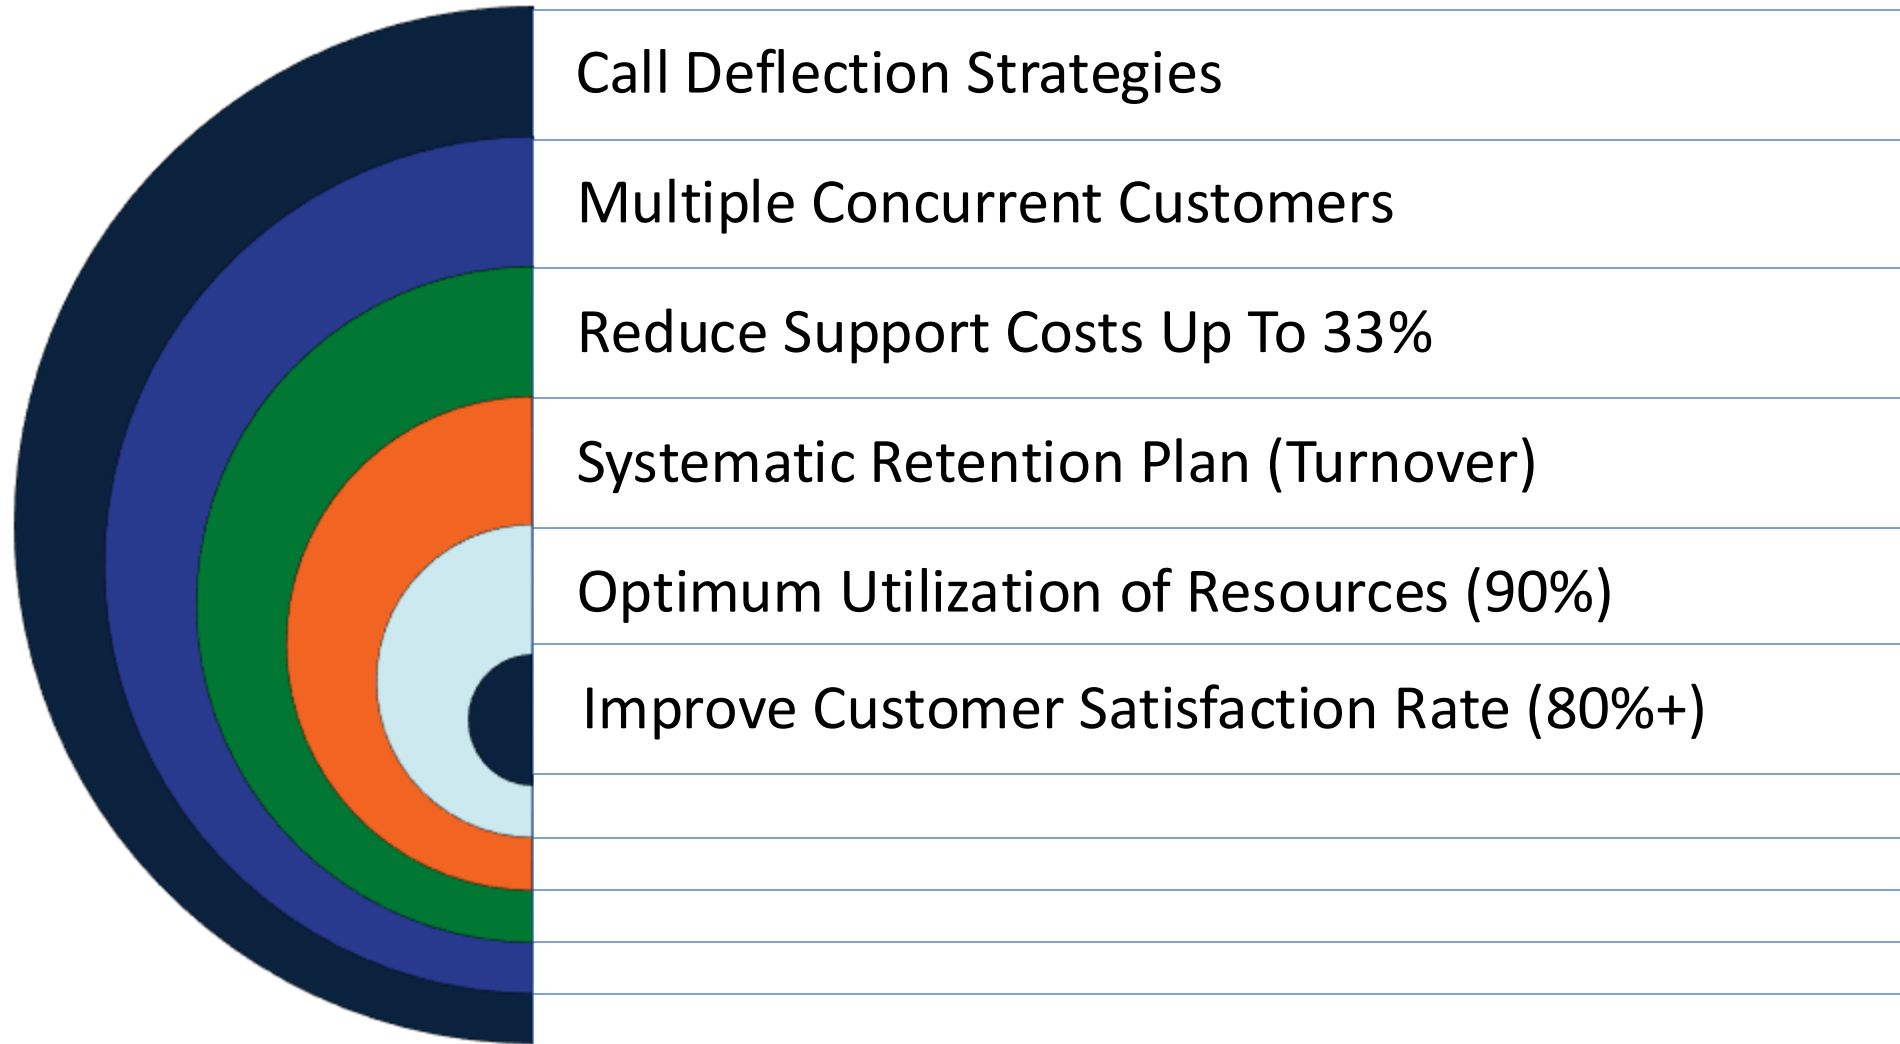 Call Deflection Strategies
Multiple Concurrent Customers
Reduce Support Costs Up To 33%
Systematic Retention Plan (Turnover)
Optimum Utilization of Resources (90%)
Improve Customer Satisfaction Rate (80%+)